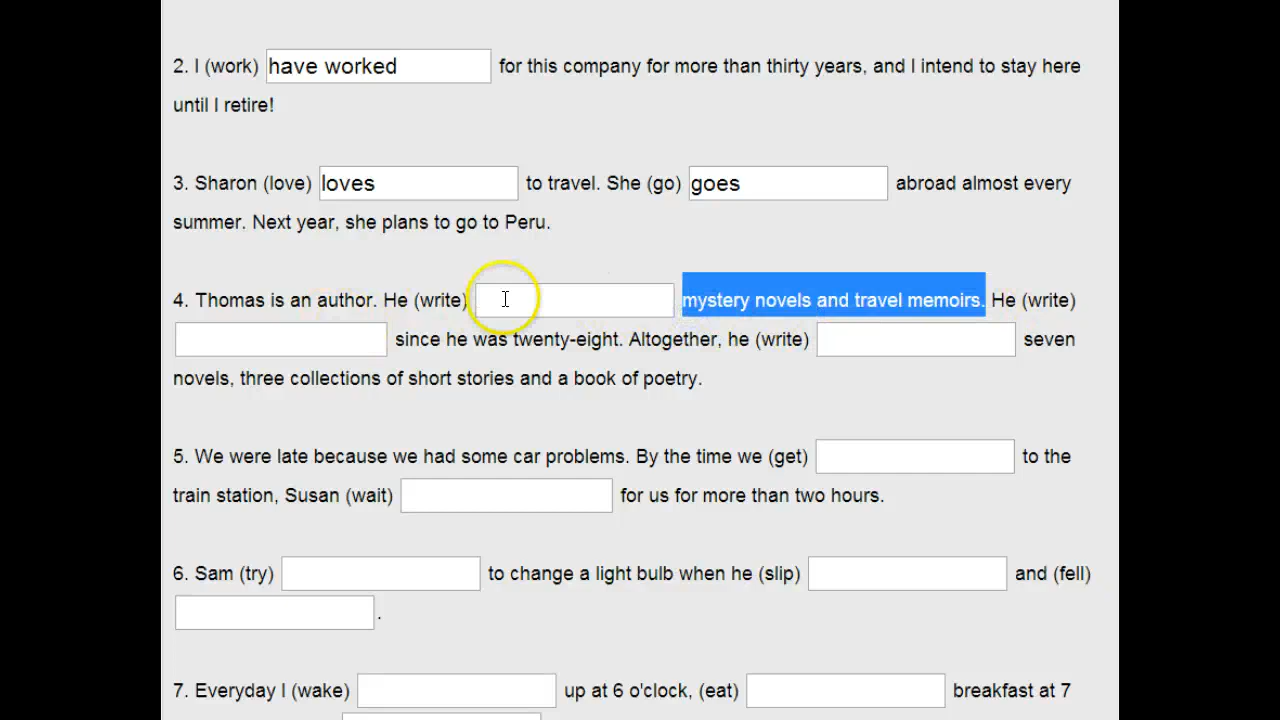 2. I (work) have worked for this company for more than thirty years, and I intend to stay here
until I retire!
3. Sharon (love) loves to travel. She (go) goes abroad almost every
summer. Next year, she plans to go to Peru.
4. Thomas is an author. He (write) mystery novels and travel memoirs. He (write)
since he was twenty-eight. Altogether, he (write) seven
novels, three collections of short stories and a book of poetry.
5. We were late because we had some car problems. By the time we (get) to the
train station, Susan (wait) for us for more than two hours.
6. Sam (try) to change a light bulb when he (slip) and (fell)
.
7. Everyday I (wake) up at 6 o'clock, (eat) breakfast at 7